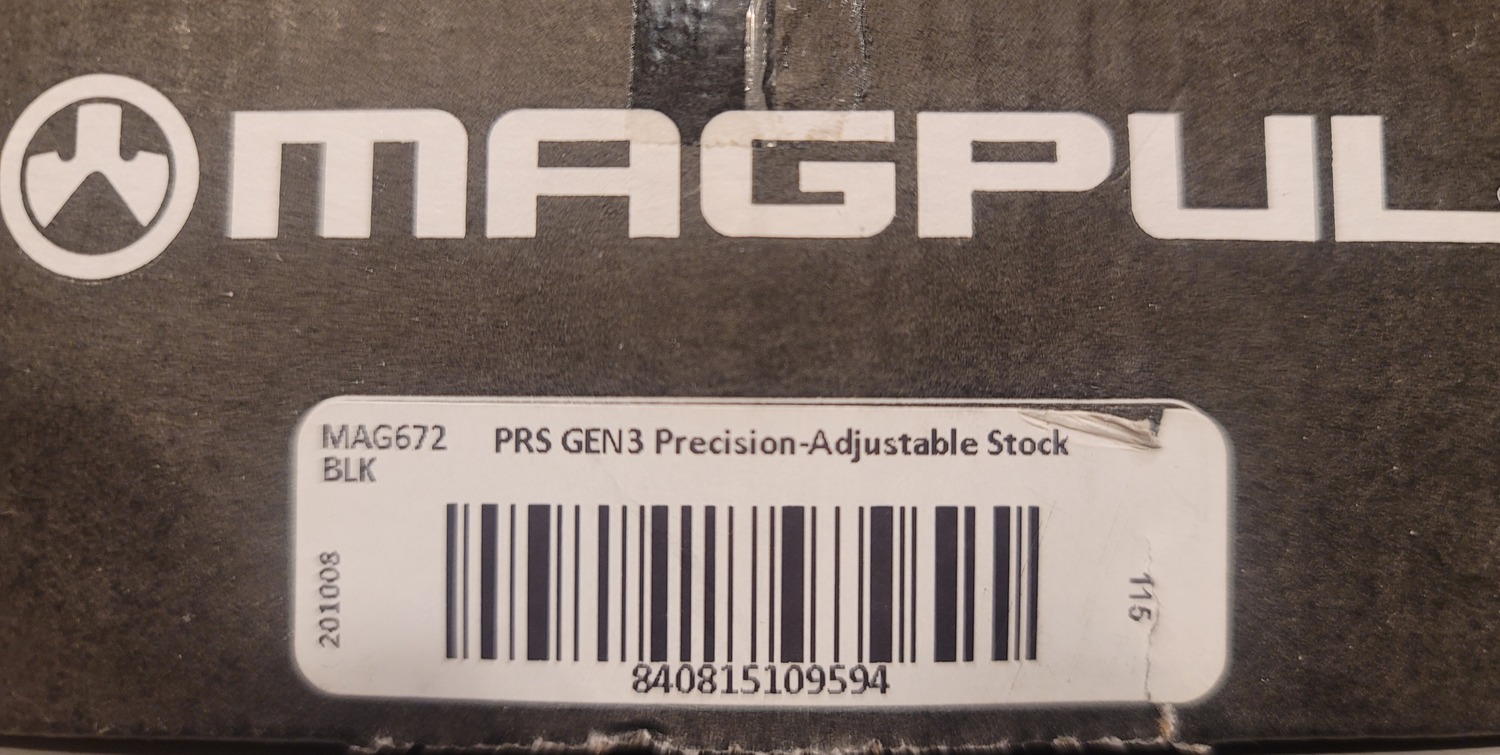 MAGPUL
MAG672 PRS GEN3 Precision-Adjustable Stock
BLK
201008
115
840815109594